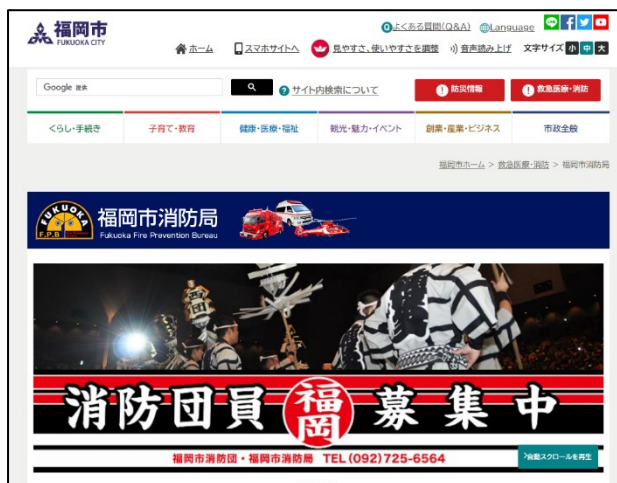 福岡市
FUKUOKA CITY
よくある質問(Q&A) Language
ホーム スマホサイトへ 見やすさ、使いやすさを調整 音声読み上げ 文字サイズ 小 中 大
Google 検索 サイト内検索について 防災情報 救急医療・消防
くらし・手続き 子育て・教育 健康・医療・福祉 観光・魅力・イベント 創業・産業・ビジネス 市政全般
福岡市ホーム > 救急医療・消防 > 福岡市消防局
FUKUOKA
F.P.B
福岡市消防局
Fukuoka Fire Prevention Bureau
西団
消防団員 福岡 募集中
福岡市消防団・福岡市消防局 TEL(092)725-6564
自動スクロールを再生